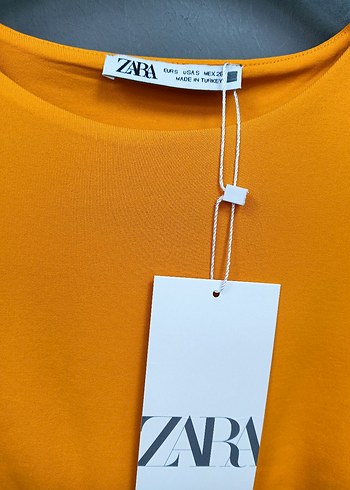 ZARA
EUR S USA S MEX 26
MADE IN TURKEY
ZARA